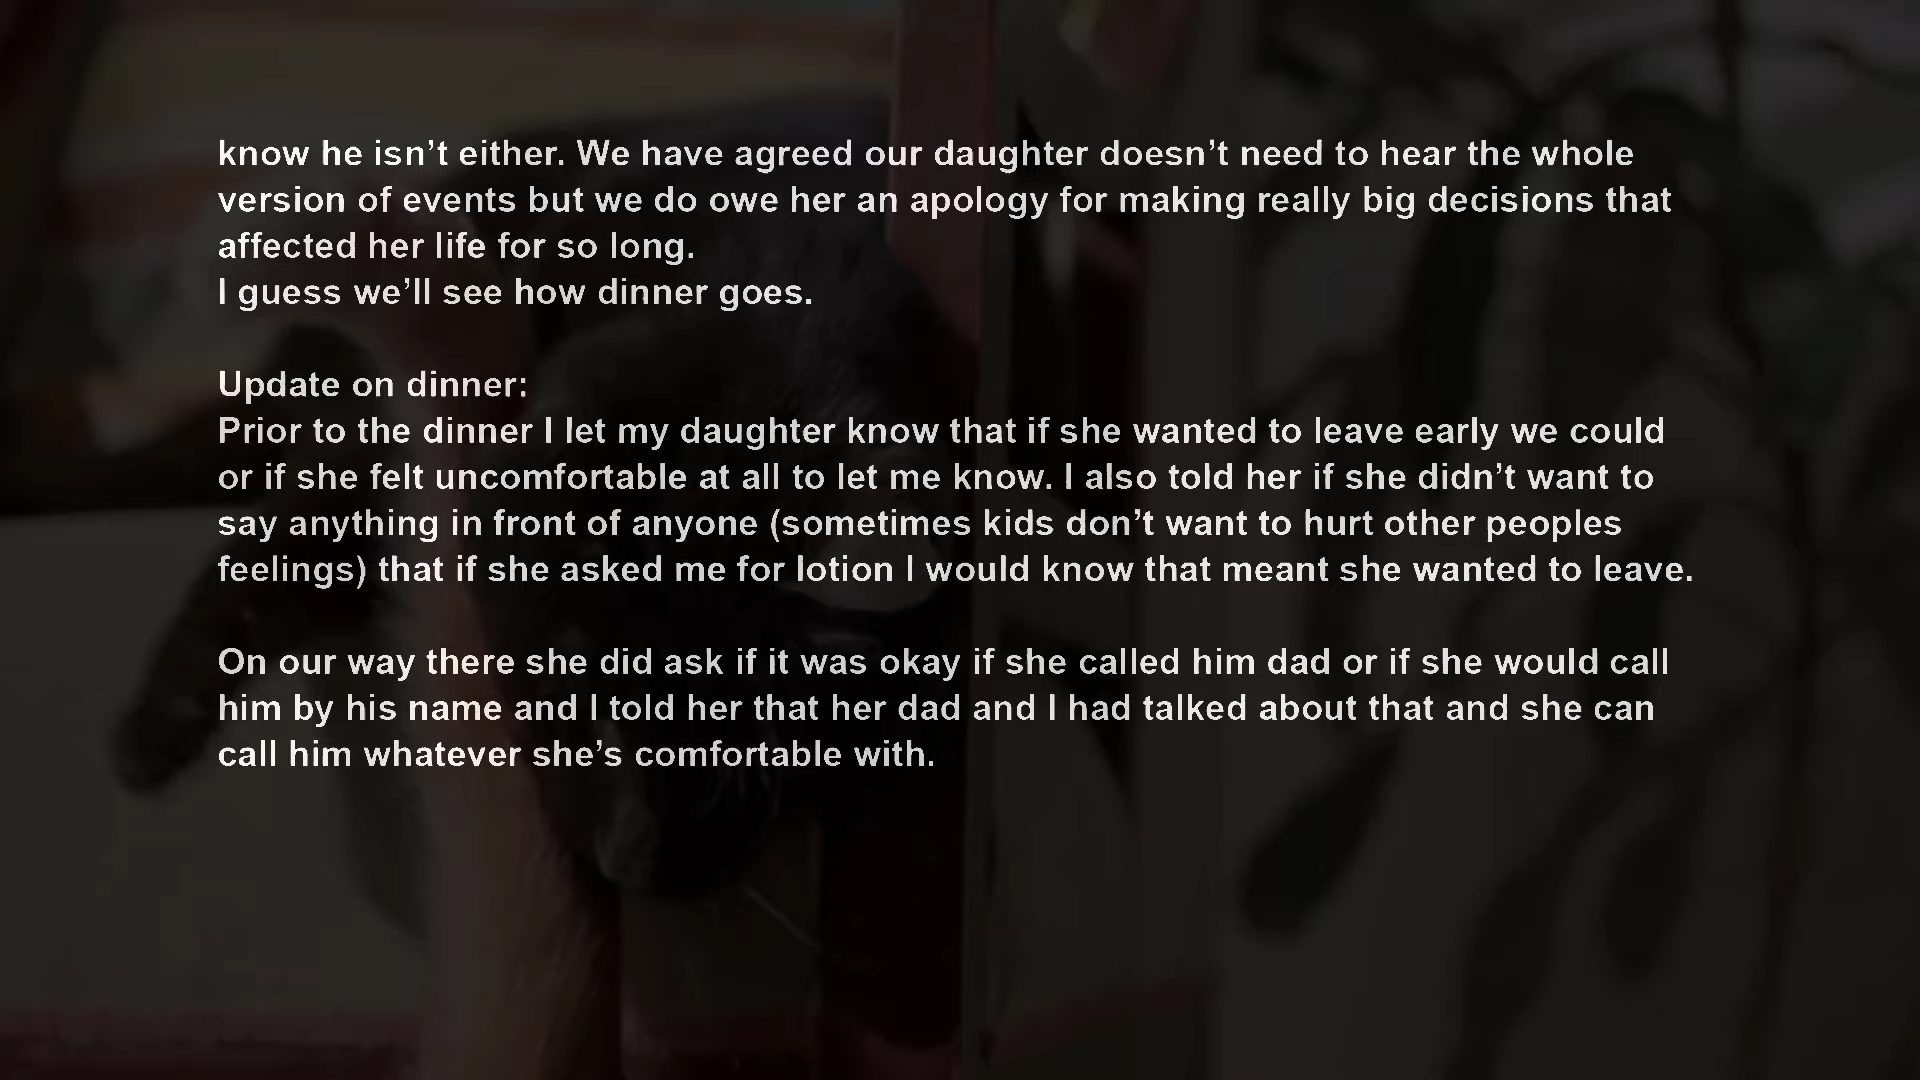 know he isn’t either. We have agreed our daughter doesn’t need to hear the whole
version of events but we do owe her an apology for making really big decisions that
affected her life for so long.
I guess we’ll see how dinner goes.
Update on dinner:
Prior to the dinner I let my daughter know that if she wanted to leave early we could
or if she felt uncomfortable at all to let me know. I also told her if she didn’t want to
say anything in front of anyone (sometimes kids don’t want to hurt other peoples
feelings) that if she asked me for lotion I would know that meant she wanted to leave.
On our way there she did ask if it was okay if she called him dad or if she would call
him by his name and I told her that her dad and I had talked about that and she can
call him whatever she’s comfortable with.